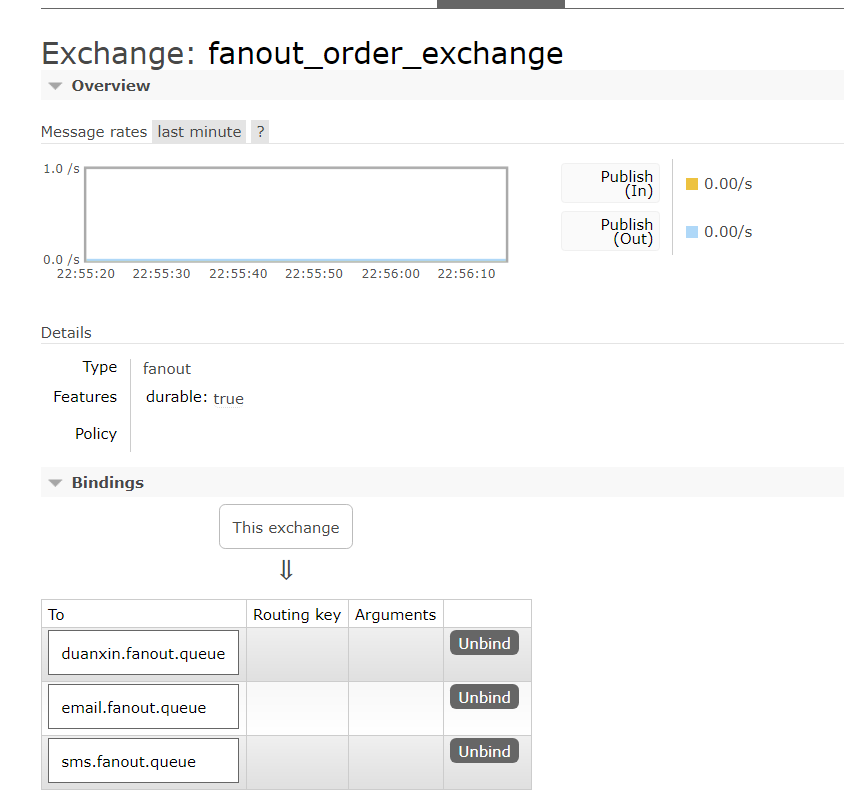 Exchange: fanout_order_exchange
Overview
Message rates last minute ?
1.0 /s
0.0 /s
22:55:20 22:55:30 22:55:40 22:55:50 22:56:00 22:56:10
Publish
(In)
0.00/s
Publish
(Out)
0.00/s
Details
Type fanout
Features durable: true
Policy
Bindings
This exchange
⇓
To Routing key Arguments
duanxin.fanout.queue Unbind
email.fanout.queue Unbind
sms.fanout.queue Unbind